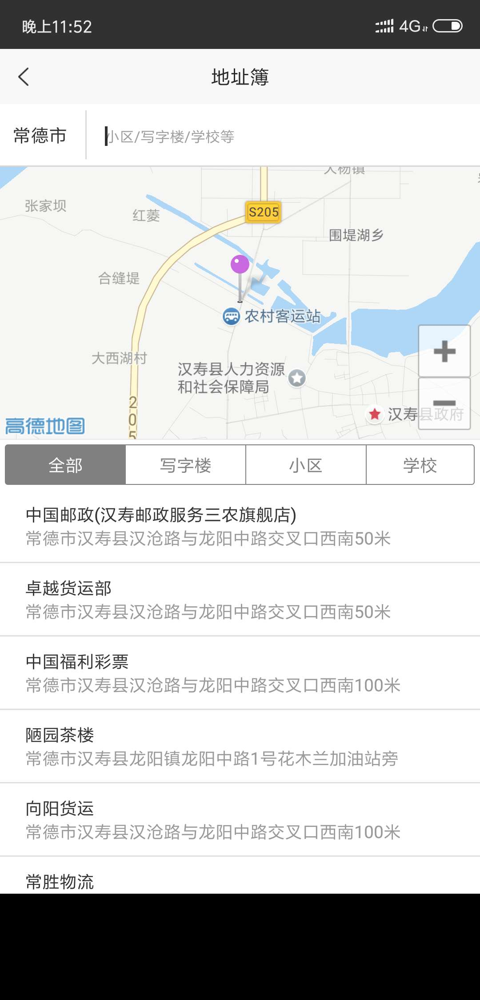 晚上11:52
4G
地址簿
常德市
小区/写字楼/学校等
大杨镇
张家坝
红菱
S205
围堤湖乡
合缝堤
农村客运站
大西湖村
汉寿县人力资源
和社会保障局
205
汉寿县政府
高德地图
全部
写字楼
小区
学校
中国邮政(汉寿邮政服务三农旗舰店)
常德市汉寿县汉沧路与龙阳中路交叉口西南50米
卓越货运部
常德市汉寿县汉沧路与龙阳中路交叉口西南50米
中国福利彩票
常德市汉寿县汉沧路与龙阳中路交叉口西南100米
陋园茶楼
常德市汉寿县龙阳镇龙阳中路1号花木兰加油站旁
向阳货运
常德市汉寿县汉沧路与龙阳中路交叉口西南100米
常胜物流